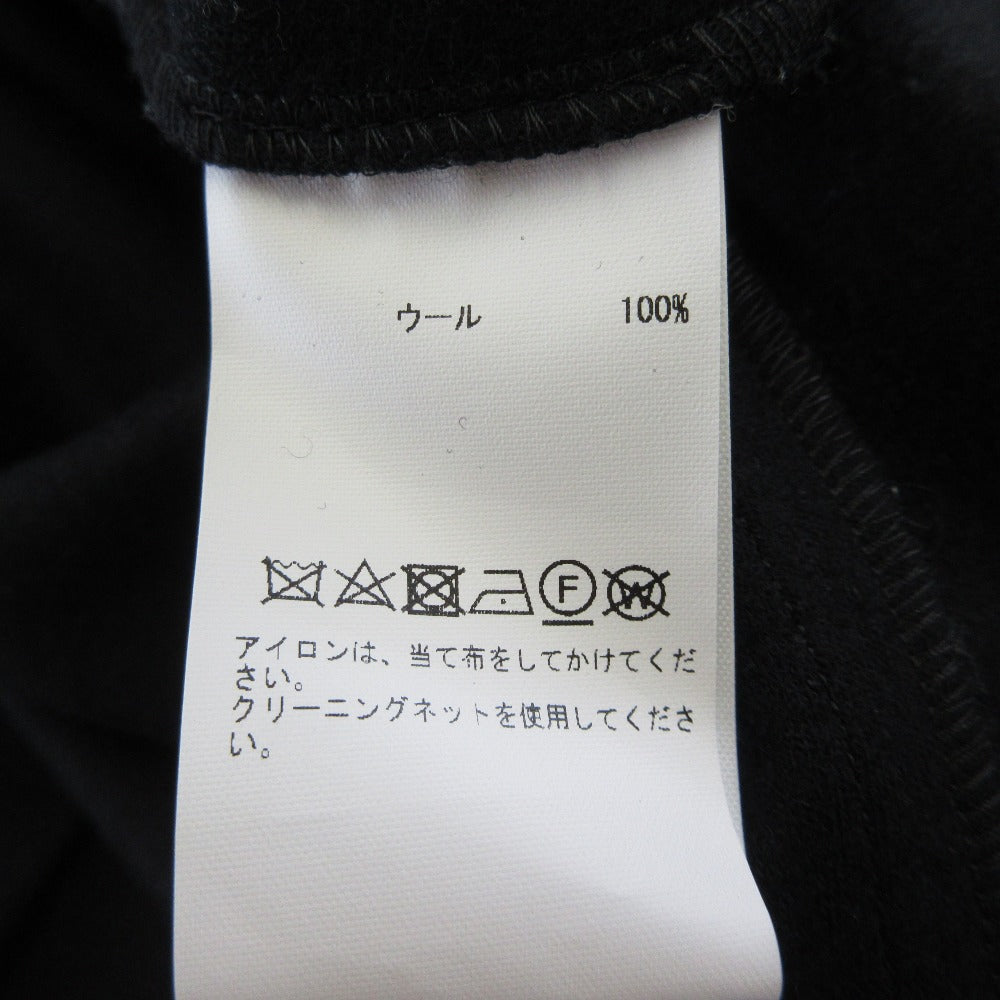 ウール 100%
F W
アイロンは、当て布をしてかけてくだ
さい。
クリーニングネットを使用してくださ
い。